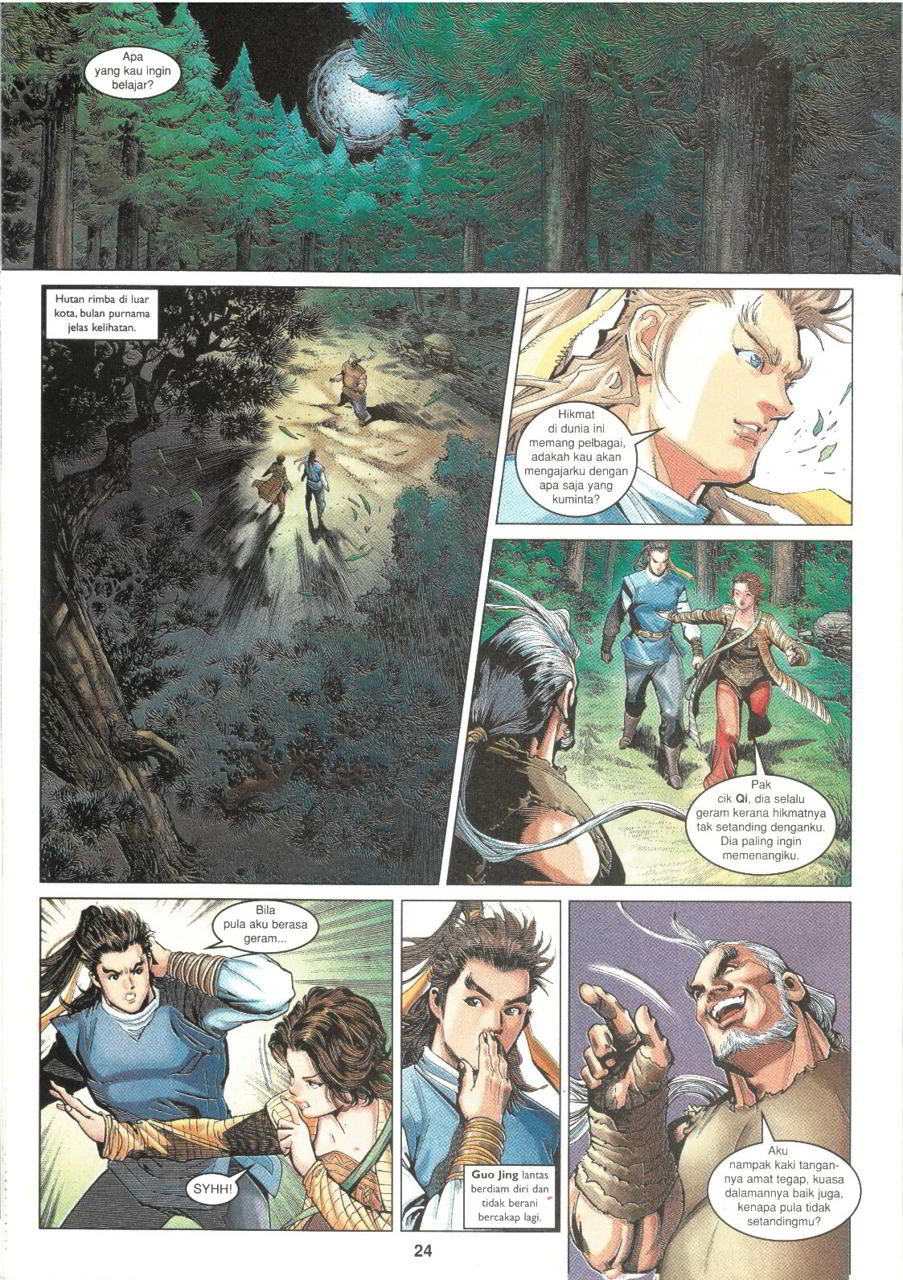 Apa
yang kau ingin
belajar?
Hutan rimba di luar
kota, bulan purnama
jelas kelihatan.
Hikmat
di dunia ini
memang pelbagai,
adakah kau akan
mengajarku dengan
apa saja yang
kuminta?
Pak
cik Qi, dia selalu
geram kerana hikmatnya
tak setanding denganku.
Dia paling ingin
memenangiku.
Bila
pula aku berasa
geram...
SYHH!
Guo Jing lantas
berdiam diri dan
tidak berani
bercakap lagi.
Aku
nampak kaki tangan-
nya amat tegap, kuasa
dalamannya baik juga,
kenapa pula tidak
setandingmu?
24